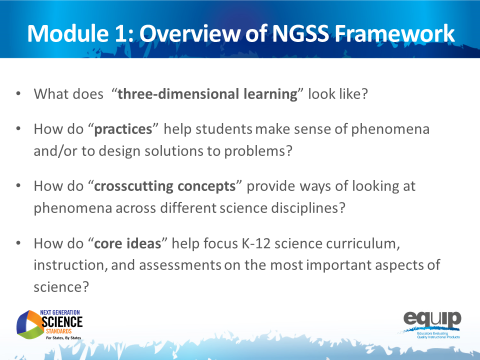 Module 1: Overview of NGSS Framework
• What does “three-dimensional learning” look like?
• How do “practices” help students make sense of phenomena
and/or to design solutions to problems?
• How do “crosscutting concepts” provide ways of looking at
phenomena across different science disciplines?
• How do “core ideas” help focus K-12 science curriculum,
instruction, and assessments on the most important aspects of
science?
NEXT GENERATION
SCIENCE
STANDARDS
For States, By States
equip
Educators Evaluating
Quality Instructional Products